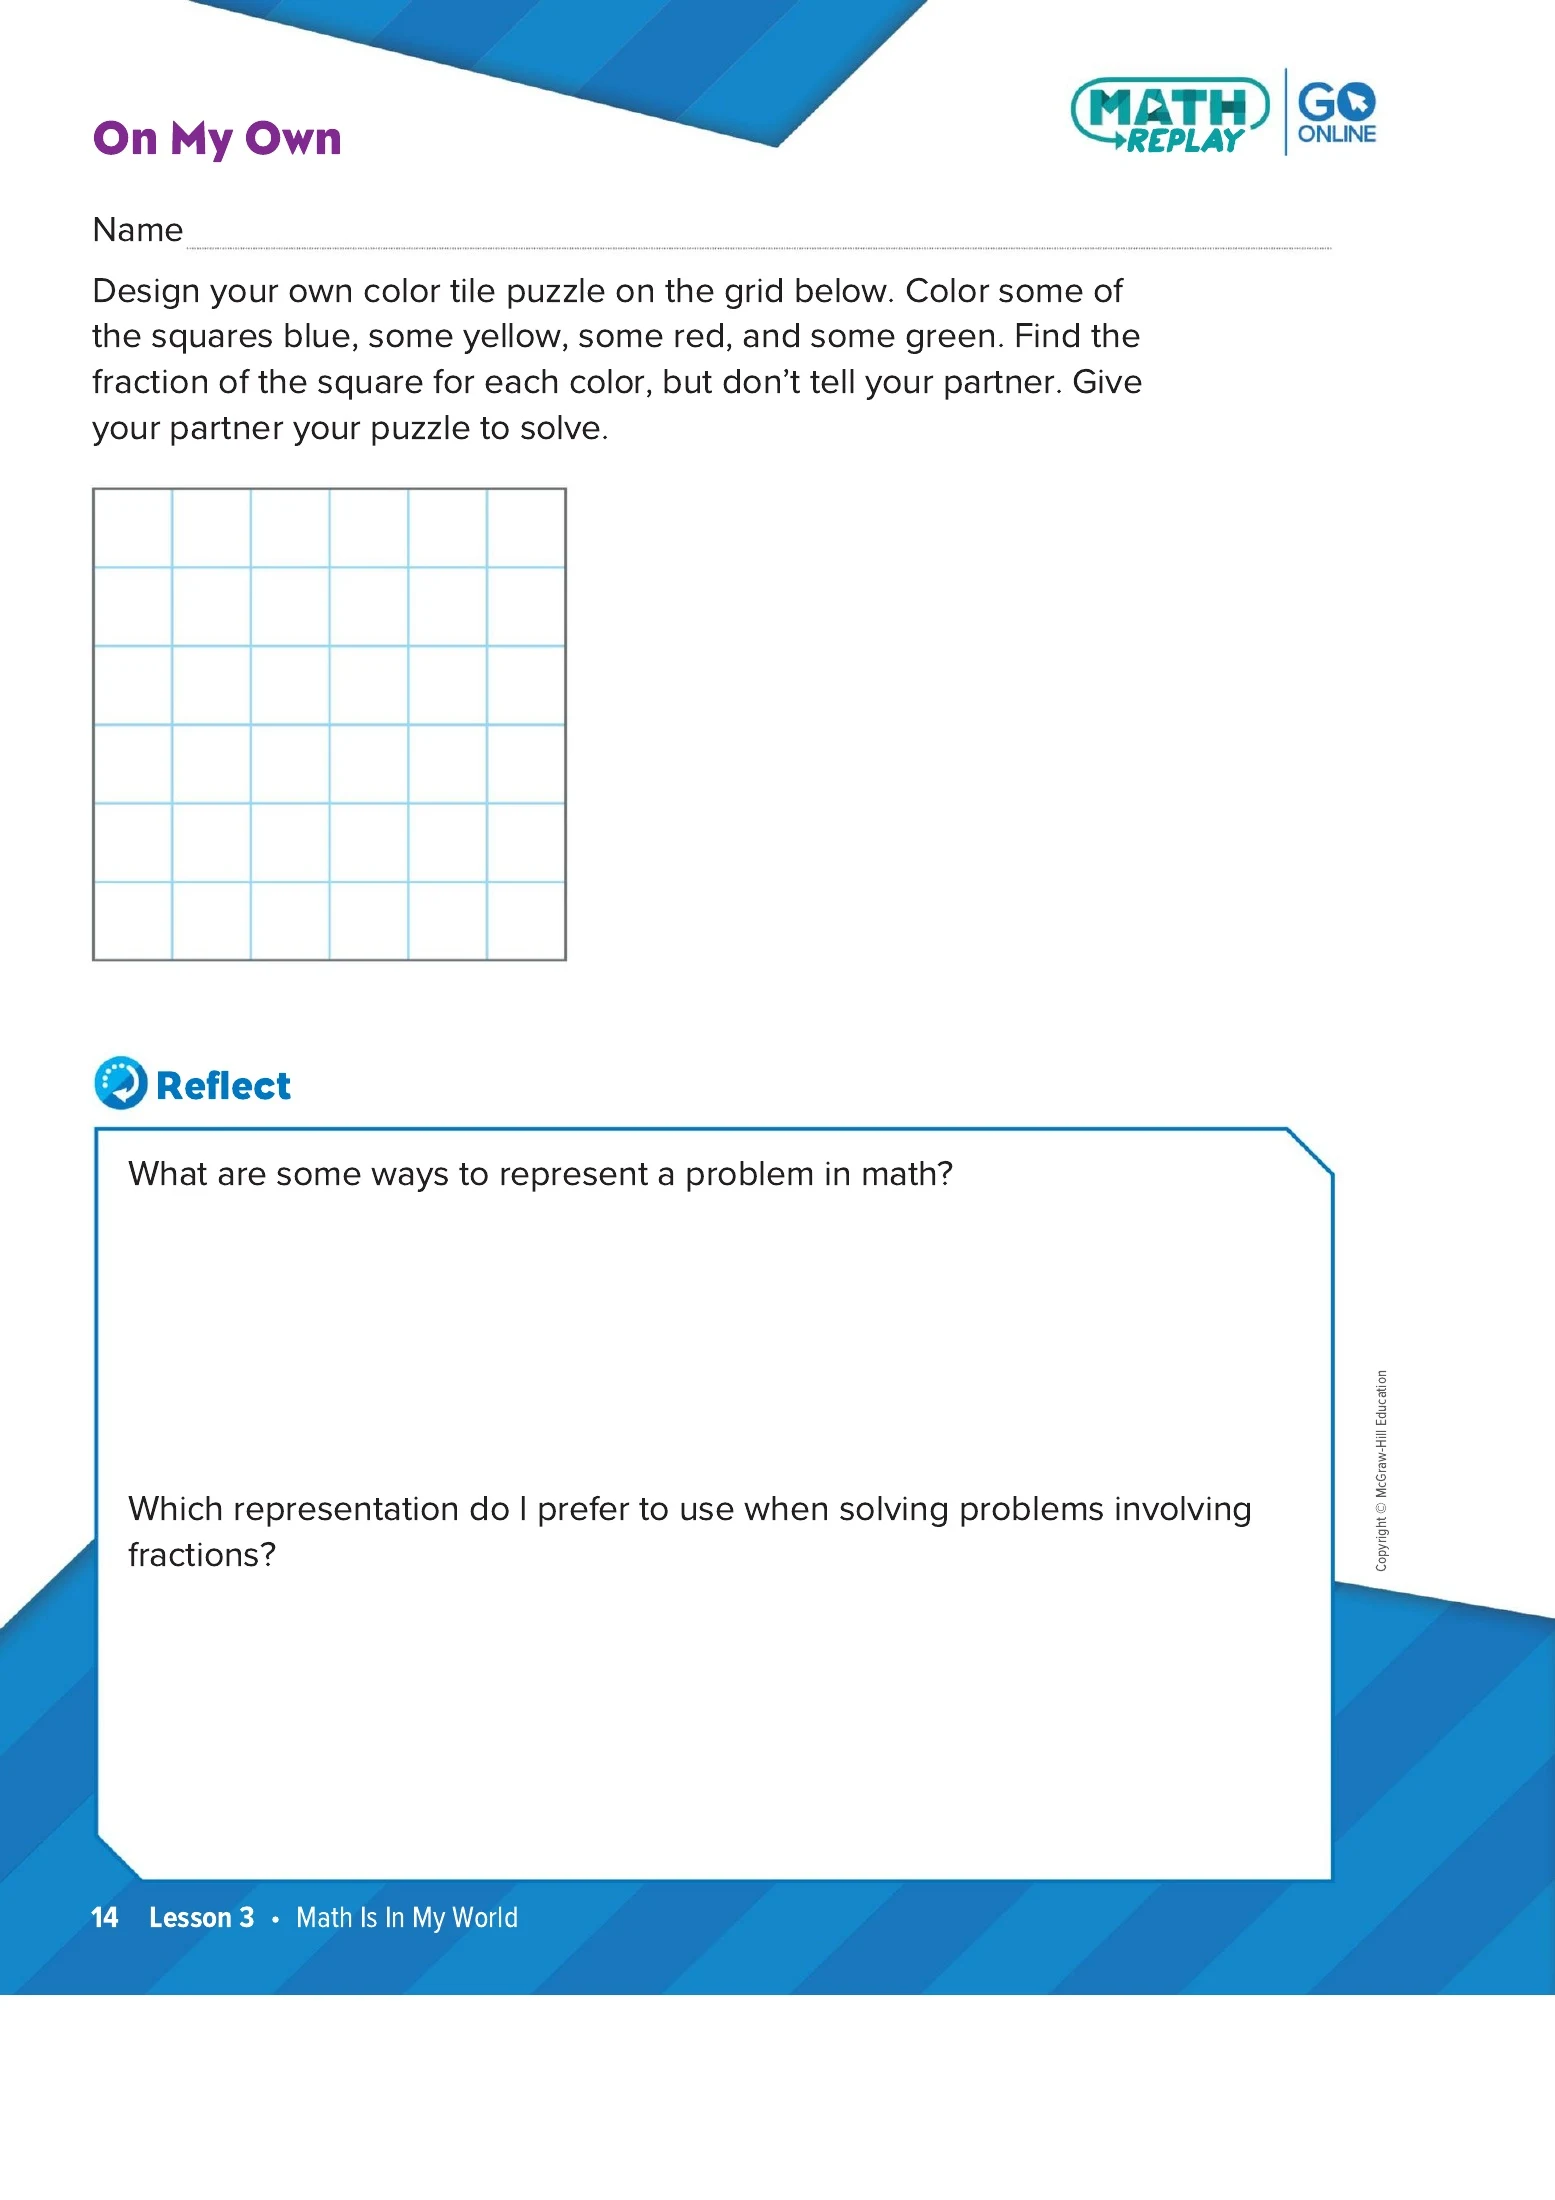 On My Own
MATH
REPLAY
GO
ONLINE
Name
Design your own color tile puzzle on the grid below. Color some of
the squares blue, some yellow, some red, and some green. Find the
fraction of the square for each color, but don’t tell your partner. Give
your partner your puzzle to solve.
Reflect
What are some ways to represent a problem in math?
Which representation do I prefer to use when solving problems involving
fractions?
Copyright © McGraw-Hill Education
14 Lesson 3 • Math Is In My World